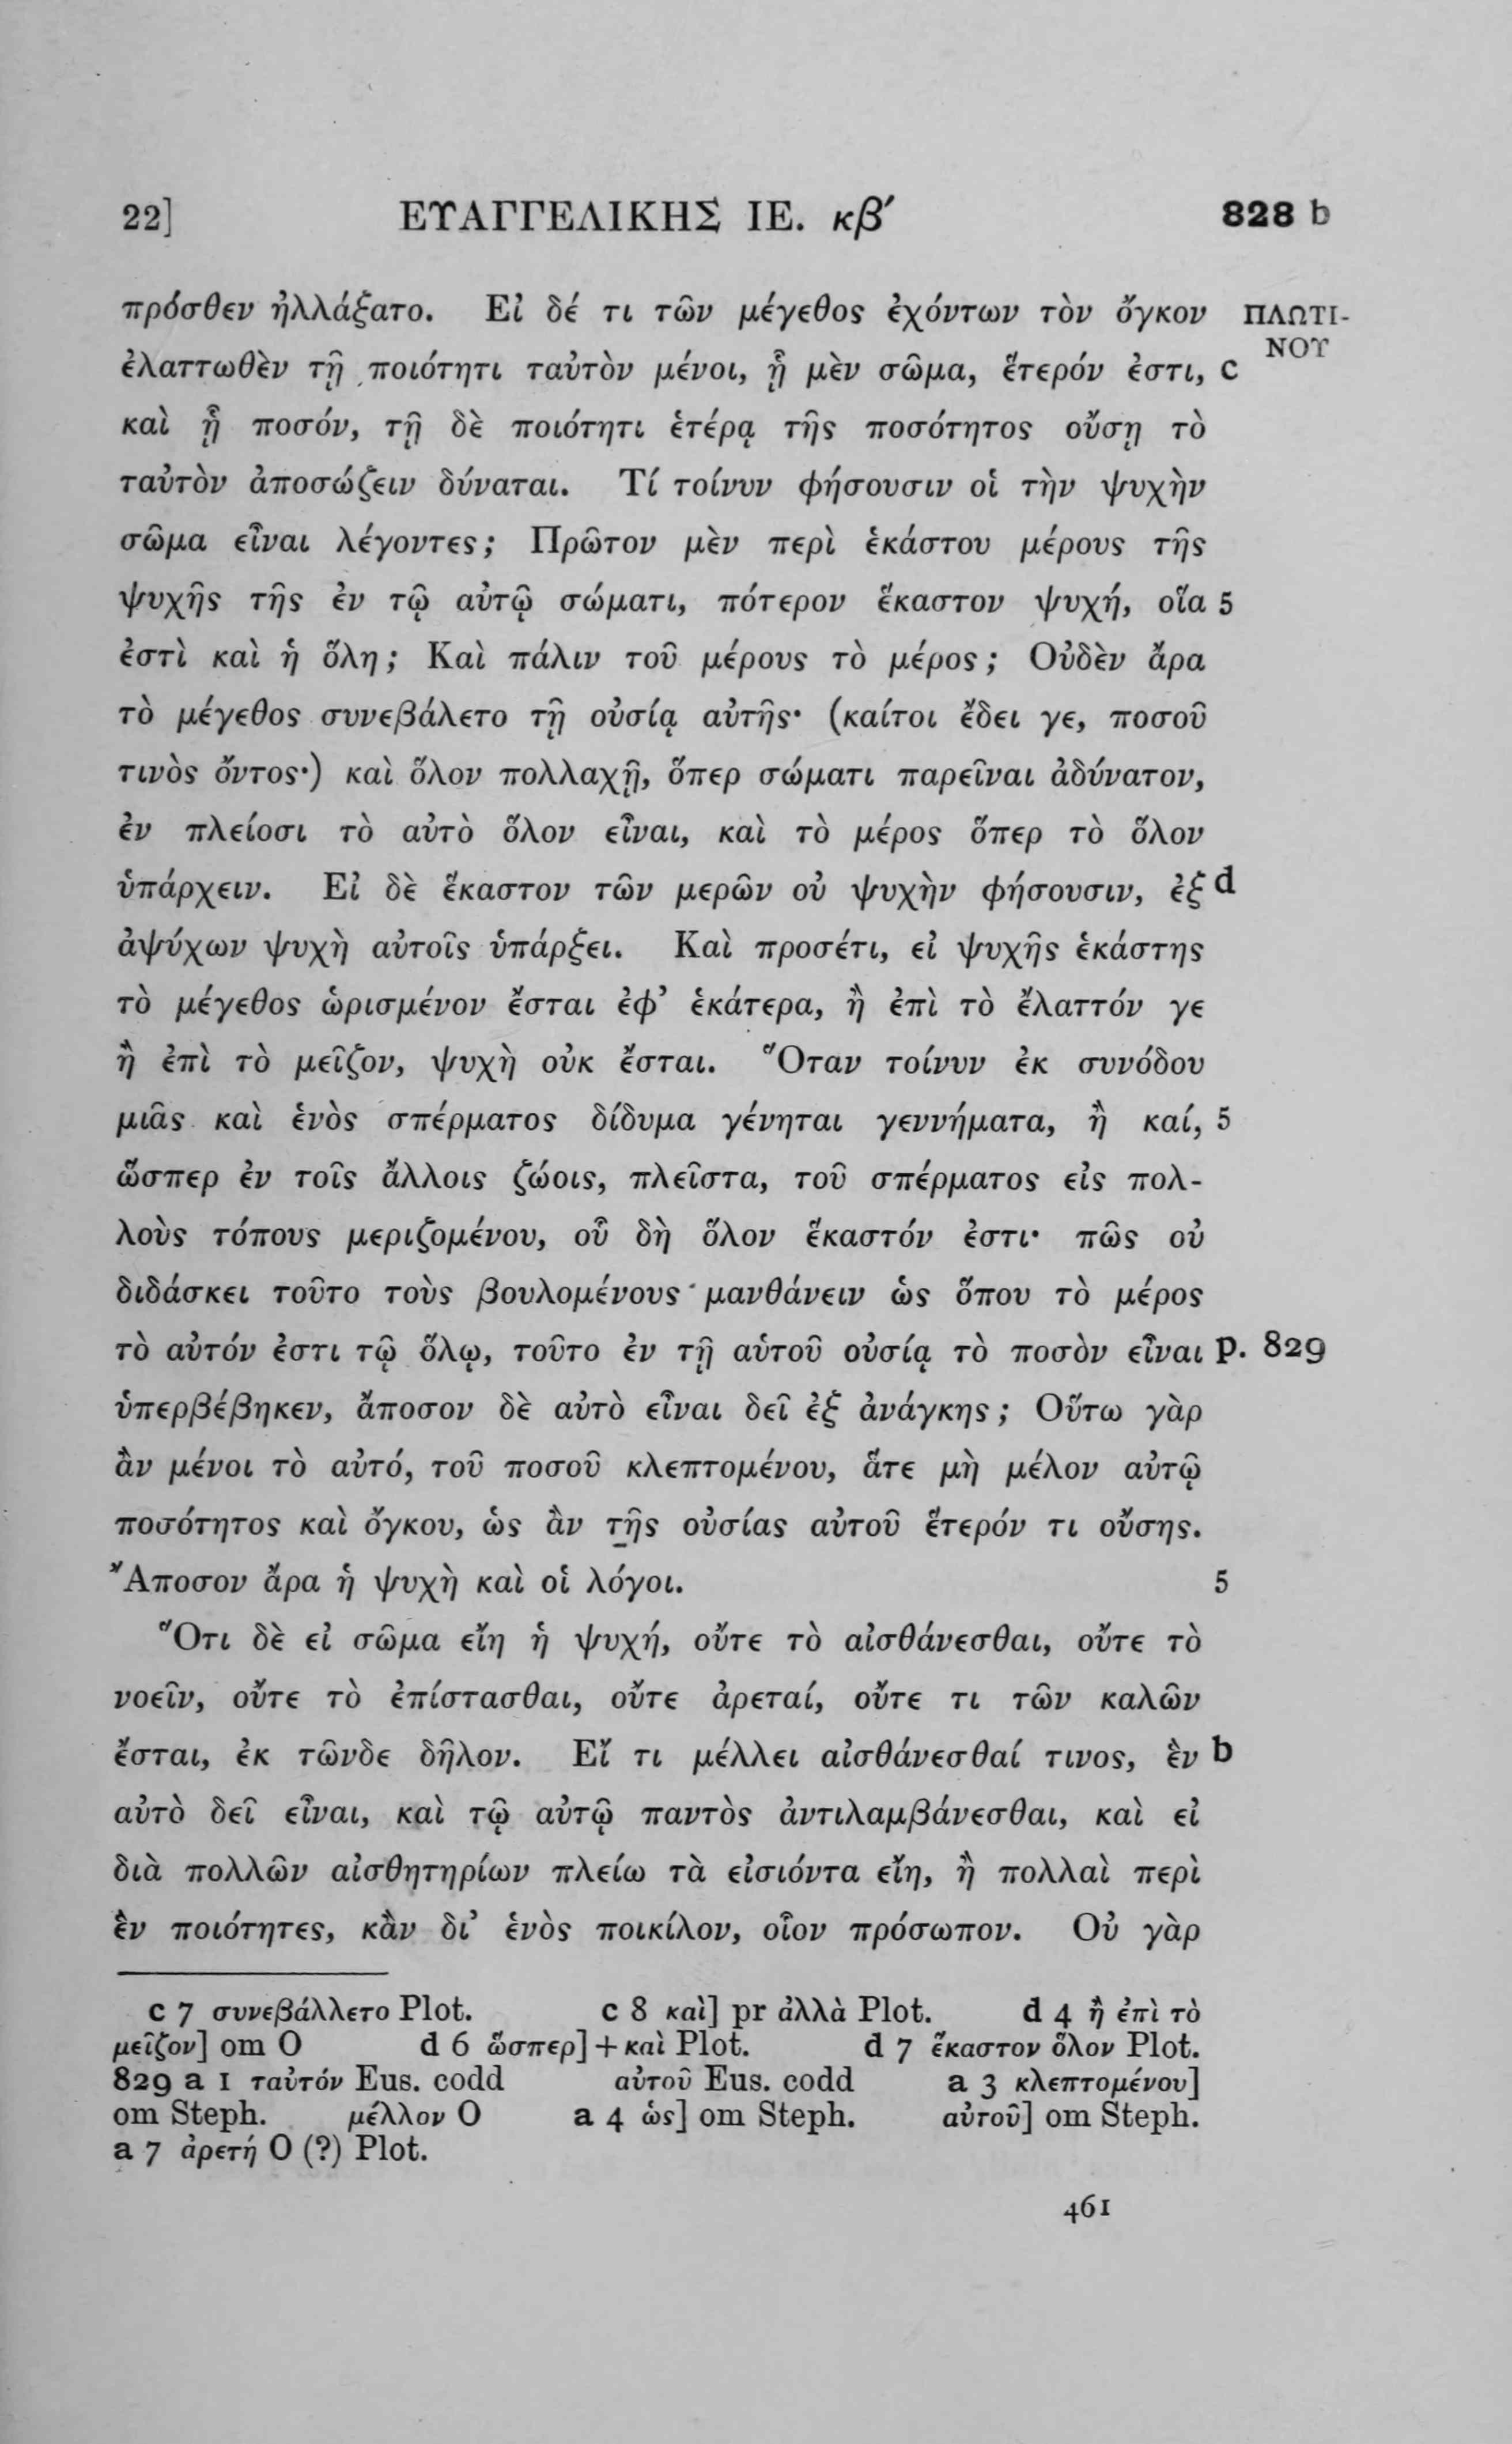 22] ΕΥΑΓΓΕΛΙΚΗΣ ΙΕ. κβʹ 828 b
πρόσθεν ἠλλάξατο. Εἰ δέ τι τῶν μέγεθος ἐχόντων τὸν ὄγκον ΠΛΩΤΙ-
ΝΟΥ
ἐλαττωθὲν τῇ ποιότητι ταὐτὸν μένοι, ᾗ μὲν σῶμα, ἕτερόν ἐστι, c
καὶ ᾗ ποσόν, τῇ δὲ ποιότητι ἑτέρᾳ τῆς ποσότητος οὔσῃ τὸ
ταὐτὸν ἀποσώζειν δύναται. Τί τοίνυν φήσουσιν οἱ τὴν ψυχὴν
σῶμα εἶναι λέγοντες; Πρῶτον μὲν περὶ ἑκάστου μέρους τῆς
ψυχῆς τῆς ἐν τῷ αὐτῷ σώματι, πότερον ἕκαστον ψυχή, οἵα 5
ἐστὶ καὶ ἡ ὅλη; Καὶ πάλιν τοῦ μέρους τὸ μέρος; Οὐδὲν ἄρα
τὸ μέγεθος συνεβάλετο τῇ οὐσίᾳ αὐτῆς· (καίτοι ἔδει γε, ποσοῦ
τινὸς ὄντος·) καὶ ὅλον πολλαχῇ, ὅπερ σώματι παρεῖναι ἀδύνατον,
ἐν πλείοσι τὸ αὐτὸ ὅλον εἶναι, καὶ τὸ μέρος ὅπερ τὸ ὅλον
ὑπάρχειν. Εἰ δὲ ἕκαστον τῶν μερῶν οὐ ψυχὴν φήσουσιν, ἐξ d
ἀψύχων ψυχὴ αὐτοῖς ὑπάρξει. Καὶ προσέτι, εἰ ψυχῆς ἑκάστης
τὸ μέγεθος ὡρισμένον ἔσται ἐφ’ ἑκάτερα, ἢ ἐπὶ τὸ ἔλαττόν γε
ἢ ἐπὶ τὸ μεῖζον, ψυχὴ οὐκ ἔσται. Ὅταν τοίνυν ἐκ συνόδου
μιᾶς καὶ ἑνὸς σπέρματος δίδυμα γένηται γεννήματα, ἢ καί, 5
ὥσπερ ἐν τοῖς ἄλλοις ζώοις, πλεῖστα, τοῦ σπέρματος εἰς πολ-
λοὺς τόπους μεριζομένου, οὗ δὴ ὅλον ἕκαστόν ἐστι· πῶς οὐ
διδάσκει τοῦτο τοὺς βουλομένους μανθάνειν ὡς ὅπου τὸ μέρος
τὸ αὐτόν ἐστι τῷ ὅλῳ, τοῦτο ἐν τῇ αὑτοῦ οὐσίᾳ τὸ ποσὸν εἶναι p. 829
ὑπερβέβηκεν, ἄποσον δὲ αὐτὸ εἶναι δεῖ ἐξ ἀνάγκης; Οὕτω γὰρ
ἂν μένοι τὸ αὐτό, τοῦ ποσοῦ κλεπτομένου, ἅτε μὴ μέλον αὐτῷ
ποσότητος καὶ ὄγκου, ὡς ἂν τῆς οὐσίας αὐτοῦ ἕτερόν τι οὔσης.
Ἄποσον ἄρα ἡ ψυχὴ καὶ οἱ λόγοι. 5
Ὅτι δὲ εἰ σῶμα εἴη ἡ ψυχή, οὔτε τὸ αἰσθάνεσθαι, οὔτε τὸ
νοεῖν, οὔτε τὸ ἐπίστασθαι, οὔτε ἀρεταί, οὔτε τι τῶν καλῶν
ἔσται, ἐκ τῶνδε δῆλον. Εἴ τι μέλλει αἰσθάνεσθαί τινος, ἓν b
αὐτὸ δεῖ εἶναι, καὶ τῷ αὐτῷ παντὸς ἀντιλαμβάνεσθαι, καὶ εἰ
διὰ πολλῶν αἰσθητηρίων πλείω τὰ εἰσιόντα εἴη, ἢ πολλαὶ περὶ
ἓν ποιότητες, κἂν δι’ ἑνὸς ποικίλον, οἷον πρόσωπον. Οὐ γὰρ
c 7 συνεβάλλετο Plot. c 8 καὶ] pr ἀλλὰ Plot. d 4 ἢ ἐπὶ τὸ
μεῖζον] om O d 6 ὥσπερ] + καὶ Plot. d 7 ἕκαστον ὅλον Plot.
829 a 1 ταὐτόν Eus. codd αὐτοῦ Eus. codd a 3 κλεπτομένου]
om Steph. μέλλον O a 4 ὡς] om Steph. αὐτοῦ] om Steph.
a 7 ἀρετή O (?) Plot.
461